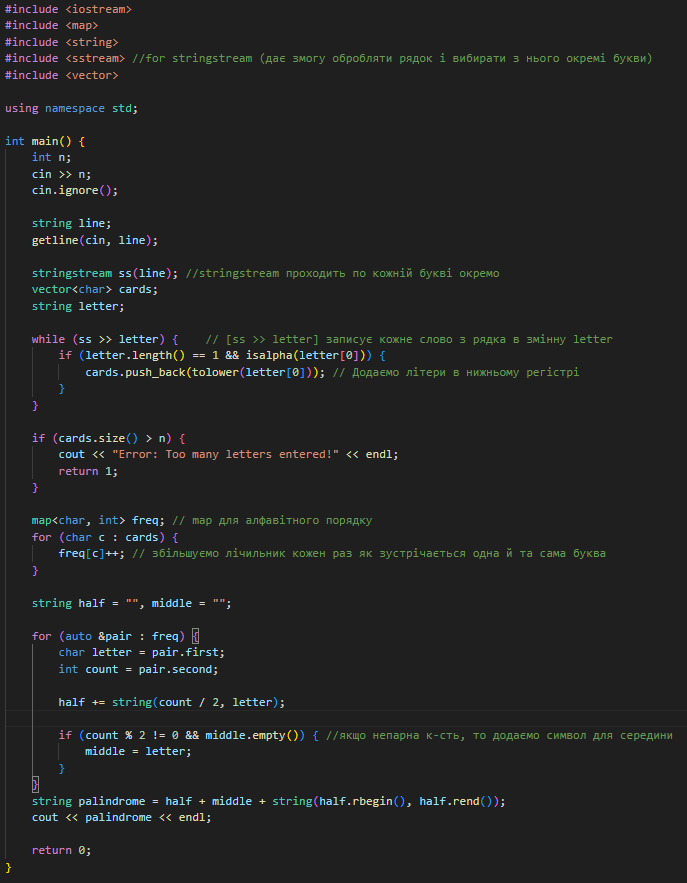 #include <iostream>
#include <map>
#include <string>
#include <sstream> //for stringstream (дає змогу обробляти рядок і вибирати з нього окремі букви)
#include <vector>

using namespace std;

int main() {
    int n;
    cin >> n;
    cin.ignore();

    string line;
    getline(cin, line);

    stringstream ss(line); //stringstream проходить по кожній букві окремо
    vector<char> cards;
    string letter;

    while (ss >> letter) {    // [ss >> letter] записує кожне слово з рядка в змінну letter
        if (letter.length() == 1 && isalpha(letter[0])) {
            cards.push_back(tolower(letter[0])); // Додаємо літери в нижньому регістрі
        }
    }

    if (cards.size() > n) {
        cout << "Error: Too many letters entered!" << endl;
        return 1;
    }

    map<char, int> freq; // map для алфавітного порядку
    for (char c : cards) {
        freq[c]++; // збільшуємо лічильник кожен раз як зустрічається одна й та сама буква
    }

    string half = "", middle = "";

    for (auto &pair : freq) {
        char letter = pair.first;
        int count = pair.second;

        half += string(count / 2, letter);

        if (count % 2 != 0 && middle.empty()) { //якщо непарна к-сть, то додаємо символ для середини
            middle = letter;
        }
    }
    string palindrome = half + middle + string(half.rbegin(), half.rend());
    cout << palindrome << endl;

    return 0;
}